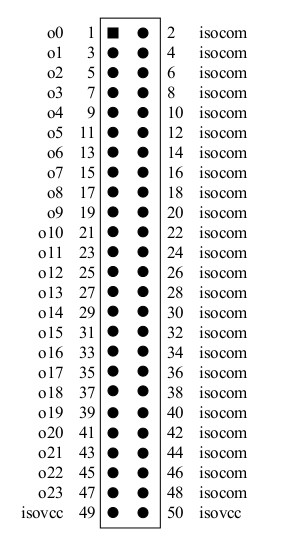 o0 1 2 isocom
o1 3 4 isocom
o2 5 6 isocom
o3 7 8 isocom
o4 9 10 isocom
o5 11 12 isocom
o6 13 14 isocom
o7 15 16 isocom
o8 17 18 isocom
o9 19 20 isocom
o10 21 22 isocom
o11 23 24 isocom
o12 25 26 isocom
o13 27 28 isocom
o14 29 30 isocom
o15 31 32 isocom
o16 33 34 isocom
o17 35 36 isocom
o18 37 38 isocom
o19 39 40 isocom
o20 41 42 isocom
o21 43 44 isocom
o22 45 46 isocom
o23 47 48 isocom
isovcc 49 50 isovcc